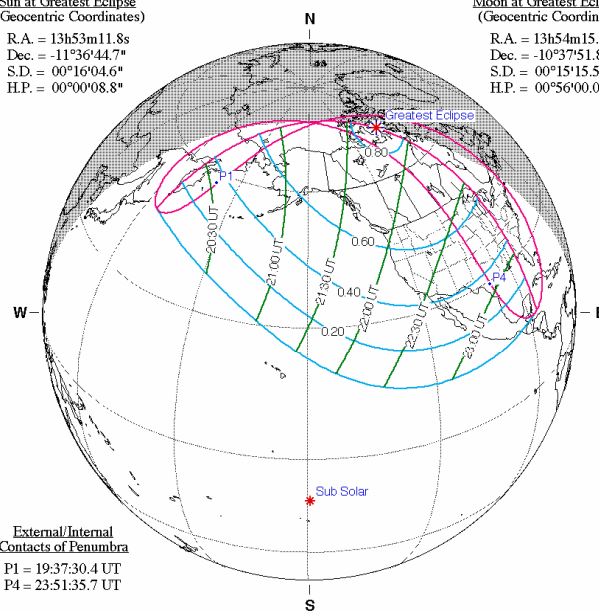 Sun at Greatest Eclipse
(Geocentric Coordinates)
R.A. = 13h53m11.8s
Dec. = -11°36'44.7"
S.D. = 00°16'04.6"
H.P. = 00°00'08.8"
N
Moon at Greatest Ecl
(Geocentric Coordin
R.A. = 13h54m15.
Dec. = -10°37'51.8
S.D. = 00°15'15.5
H.P. = 00°56'00.0
Greatest Eclipse
0.80
P1
0.60
P4
0.40
0.20
20:30 UT
21:00 UT
21:30 UT
22:00 UT
22:30 UT
23:00 UT
W
E
Sub Solar
External/Internal
Contacts of Penumbra
P1 = 19:37:30.4 UT
P4 = 23:51:35.7 UT
S